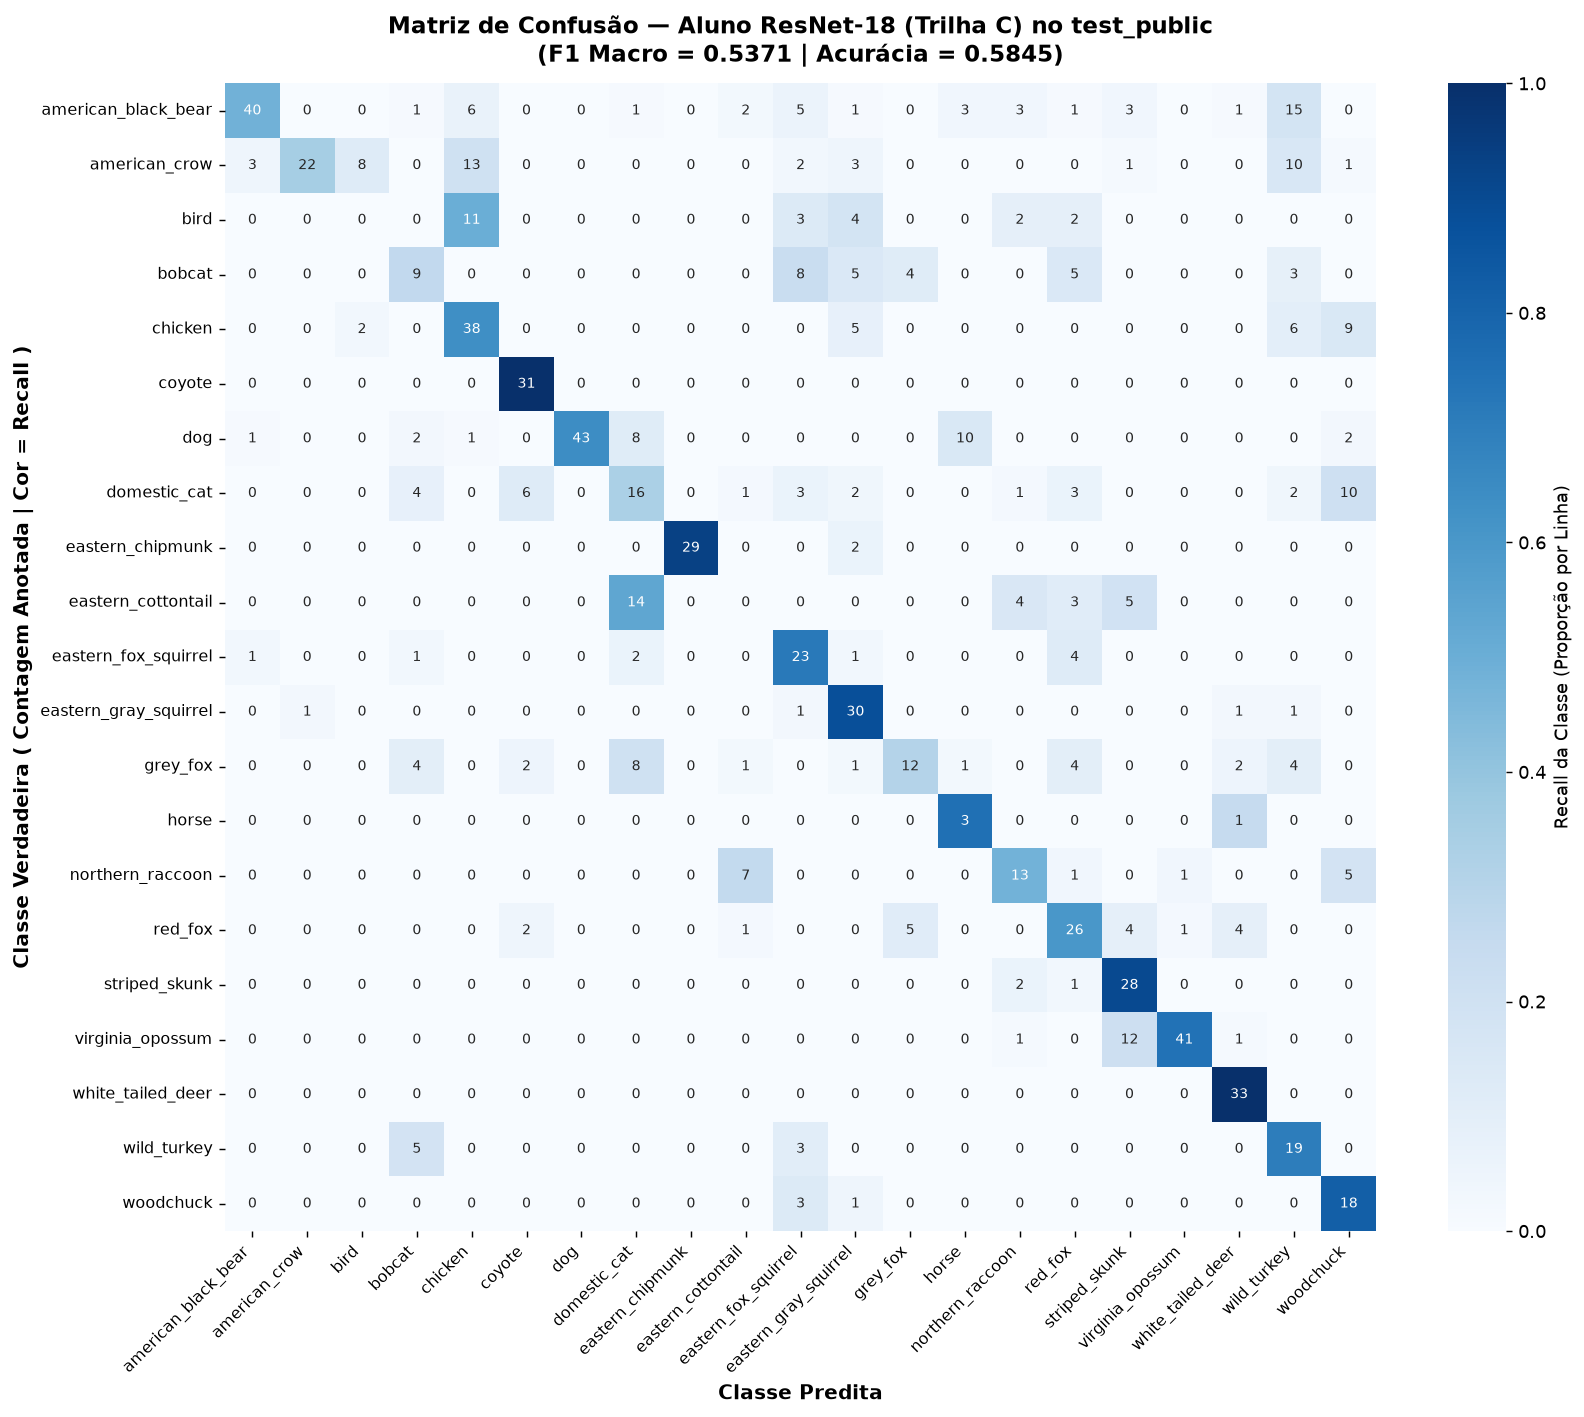 Matriz de Confusão — Aluno ResNet-18 (Trilha C) no test_public
(F1 Macro = 0.5371 | Acurácia = 0.5845)
Classe Verdadeira ( Contagem Anotada | Cor = Recall )
american_black_bear 40 0 0 1 6 0 0 1 0 2 5 1 0 3 3 1 3 0 1 15 0
american_crow 3 22 8 0 13 0 0 0 0 0 2 3 0 0 0 0 1 0 0 10 1
bird 0 0 0 0 11 0 0 0 0 0 3 4 0 0 2 2 0 0 0 0 0
bobcat 0 0 0 9 0 0 0 0 0 0 8 5 4 0 0 5 0 0 0 3 0
chicken 0 0 2 0 38 0 0 0 0 0 0 5 0 0 0 0 0 0 0 6 9
coyote 0 0 0 0 0 31 0 0 0 0 0 0 0 0 0 0 0 0 0 0 0
dog 1 0 0 2 1 0 43 8 0 0 0 0 0 10 0 0 0 0 0 0 2
domestic_cat 0 0 0 4 0 6 0 16 0 1 3 2 0 0 1 3 0 0 0 2 10
eastern_chipmunk 0 0 0 0 0 0 0 0 29 0 0 2 0 0 0 0 0 0 0 0 0
eastern_cottontail 0 0 0 0 0 0 0 14 0 0 0 0 0 0 4 3 5 0 0 0 0
eastern_fox_squirrel 1 0 0 1 0 0 0 2 0 0 23 1 0 0 0 4 0 0 0 0 0
eastern_gray_squirrel 0 1 0 0 0 0 0 0 0 0 1 30 0 0 0 0 0 0 1 1 0
grey_fox 0 0 0 4 0 2 0 8 0 1 0 1 12 1 0 4 0 0 2 4 0
horse 0 0 0 0 0 0 0 0 0 0 0 0 0 3 0 0 0 0 1 0 0
northern_raccoon 0 0 0 0 0 0 0 0 0 7 0 0 0 0 13 1 0 1 0 0 5
red_fox 0 0 0 0 0 2 0 0 0 1 0 0 5 0 0 26 4 1 4 0 0
striped_skunk 0 0 0 0 0 0 0 0 0 0 0 0 0 0 2 1 28 0 0 0 0
virginia_opossum 0 0 0 0 0 0 0 0 0 0 0 0 0 0 1 0 12 41 1 0 0
white_tailed_deer 0 0 0 0 0 0 0 0 0 0 0 0 0 0 0 0 0 0 33 0 0
wild_turkey 0 0 0 5 0 0 0 0 0 0 3 0 0 0 0 0 0 0 0 19 0
woodchuck 0 0 0 0 0 0 0 0 0 0 3 1 0 0 0 0 0 0 0 0 18
american_black_bear
american_crow
bird
bobcat
chicken
coyote
dog
domestic_cat
eastern_chipmunk
eastern_cottontail
eastern_fox_squirrel
eastern_gray_squirrel
grey_fox
horse
northern_raccoon
red_fox
striped_skunk
virginia_opossum
white_tailed_deer
wild_turkey
woodchuck
Classe Predita
1.0
0.8
0.6
0.4
0.2
0.0
Recall da Classe (Proporção por Linha)